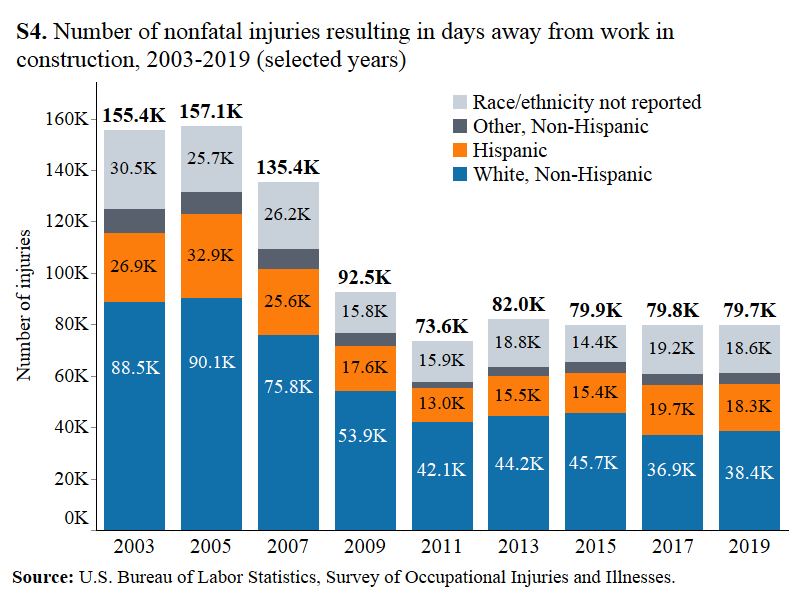 S4. Number of nonfatal injuries resulting in days away from work in
construction, 2003-2019 (selected years)
Race/ethnicity not reported
Other, Non-Hispanic
Hispanic
White, Non-Hispanic
Number of injuries
160K
140K
120K
100K
80K
60K
40K
20K
0K
155.4K 157.1K 135.4K 92.5K 73.6K 82.0K 79.9K 79.8K 79.7K
30.5K 25.7K 26.2K 15.8K 15.9K 18.8K 14.4K 19.2K 18.6K
26.9K 32.9K 25.6K 17.6K 13.0K 15.5K 15.4K 19.7K 18.3K
88.5K 90.1K 75.8K 53.9K 42.1K 44.2K 45.7K 36.9K 38.4K
2003 2005 2007 2009 2011 2013 2015 2017 2019
Source: U.S. Bureau of Labor Statistics, Survey of Occupational Injuries and Illnesses.